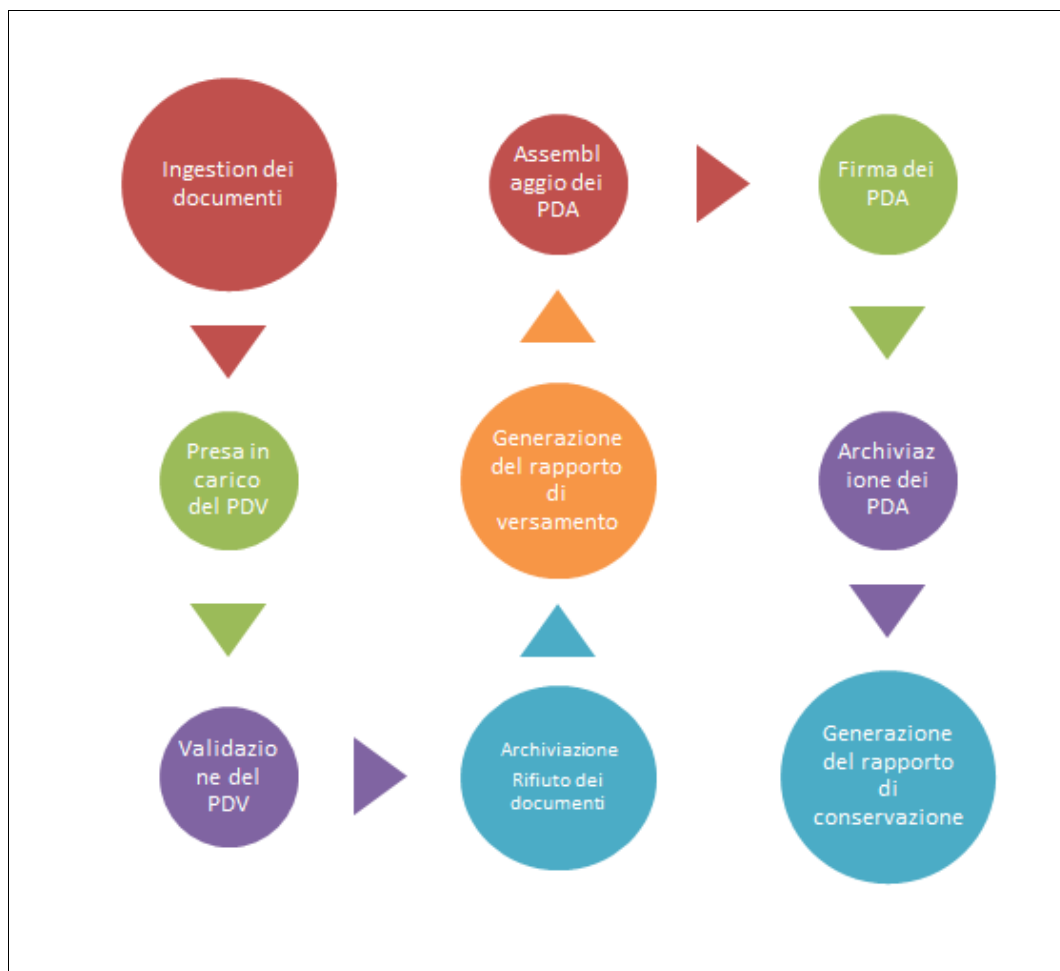 Ingestion dei
documenti
Presa in
carico
del PDV
Validazio
ne del
PDV
Archiviazione
Rifiuto dei
documenti
Generazione
del rapporto
di
versamento
Assembl
aggio dei
PDA
Firma dei
PDA
Archiviaz
ione dei
PDA
Generazione
del rapporto
di
conservazione